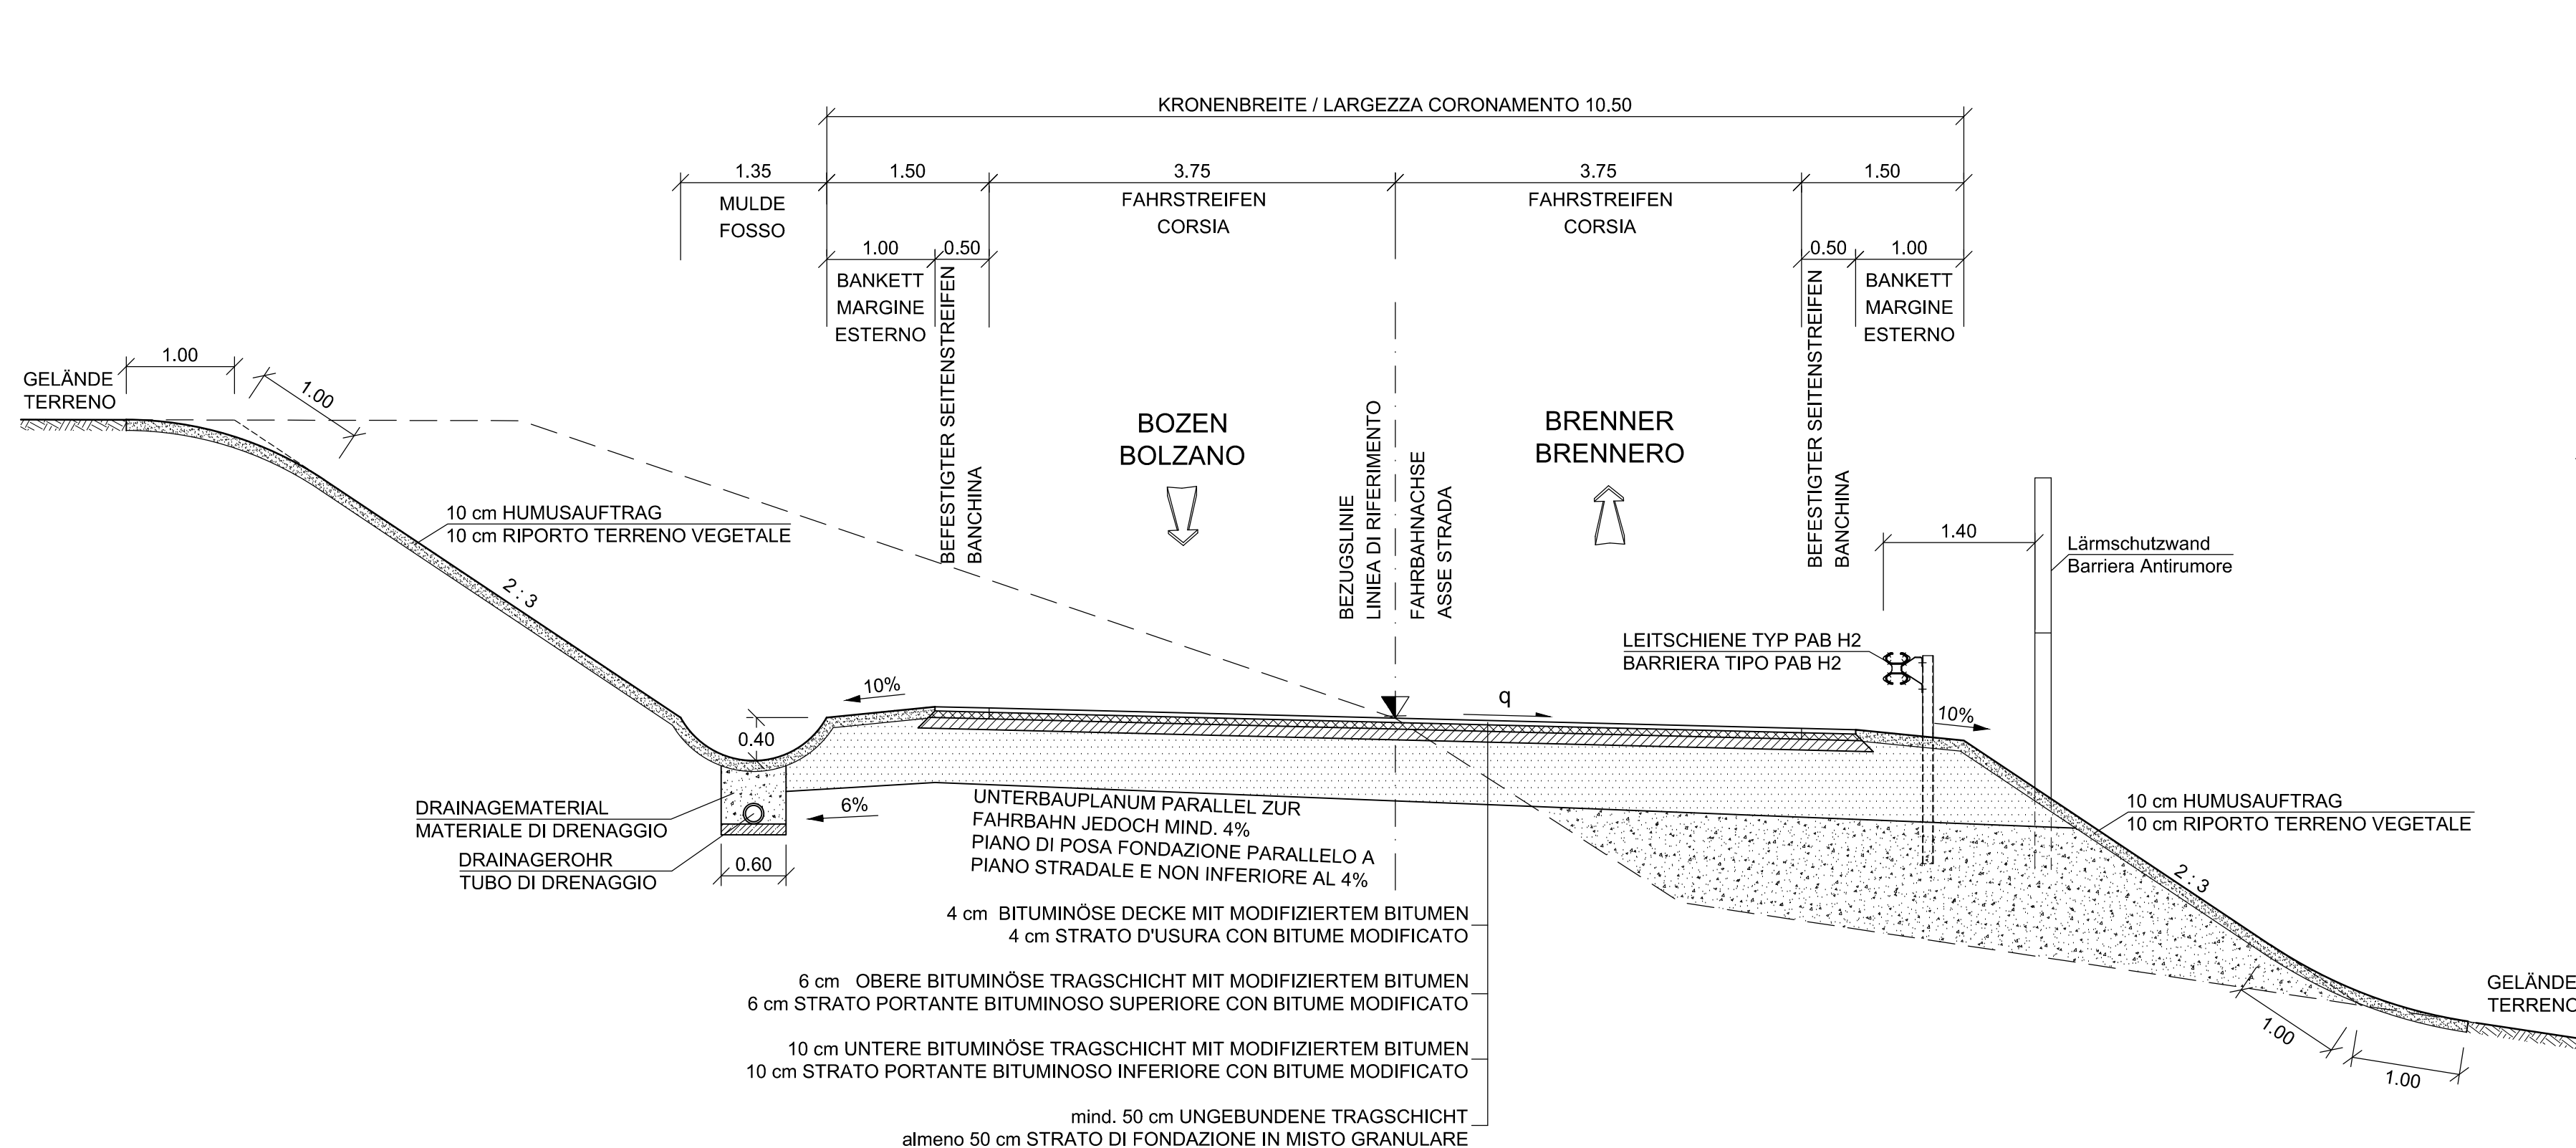 KRONENBREITE / LARGEZZA CORONAMENTO 10.50
1.35
1.50
3.75
3.75
1.50
MULDE
FOSSO
FAHRSTREIFEN
CORSIA
FAHRSTREIFEN
CORSIA
1.00
0.50
0.50
1.00
BANKETT
MARGINE
ESTERNO
BEFESTIGTER SEITENSTREIFEN
BANCHINA
BEFESTIGTER SEITENSTREIFEN
BANCHINA
BANKETT
MARGINE
ESTERNO
1.00
1.00
GELÄNDE
TERRENO
BOZEN
BOLZANO
BEZUGSLINIE
LINIA DI RIFERIMENTO
FAHRBAHNACHSE
ASSE STRADA
BRENNER
BRENNERO
10 cm HUMUSAUFTRAG
10 cm RIPORTO TERRENO VEGETALE
2 : 3
1.40
Lärmschutzwand
Barriera Antirumore
LEITSCHIENE TYP PAB H2
BARRIERA TIPO PAB H2
10%
q
10%
0.40
DRAINAGEMATERIAL
MATERIALE DI DRENAGGIO
6%
DRAINAGEROHR
TUBO DI DRENAGGIO
0.60
UNTERBAUPLANUM PARALLEL ZUR
FAHRBAHN JEDOCH MIND. 4%
PIANO DI POSA FONDAZIONE PARALLELO A
PIANO STRADALE E NON INFERIORE AL 4%
10 cm HUMUSAUFTRAG
10 cm RIPORTO TERRENO VEGETALE
2 : 3
4 cm BITUMINÖSE DECKE MIT MODIFIZIERTEM BITUMEN
4 cm STRATO D'USURA CON BITUME MODIFICATO
6 cm OBERE BITUMINÖSE TRAGSCHICHT MIT MODIFIZIERTEM BITUMEN
6 cm STRATO PORTANTE BITUMINOSO SUPERIORE CON BITUME MODIFICATO
10 cm UNTERE BITUMINÖSE TRAGSCHICHT MIT MODIFIZIERTEM BITUMEN
10 cm STRATO PORTANTE BITUMINOSO INFERIORE CON BITUME MODIFICATO
mind. 50 cm UNGEBUNDENE TRAGSCHICHT
almeno 50 cm STRATO DI FONDAZIONE IN MISTO GRANULARE
GELÄNDE
TERRENO
1.00
1.00